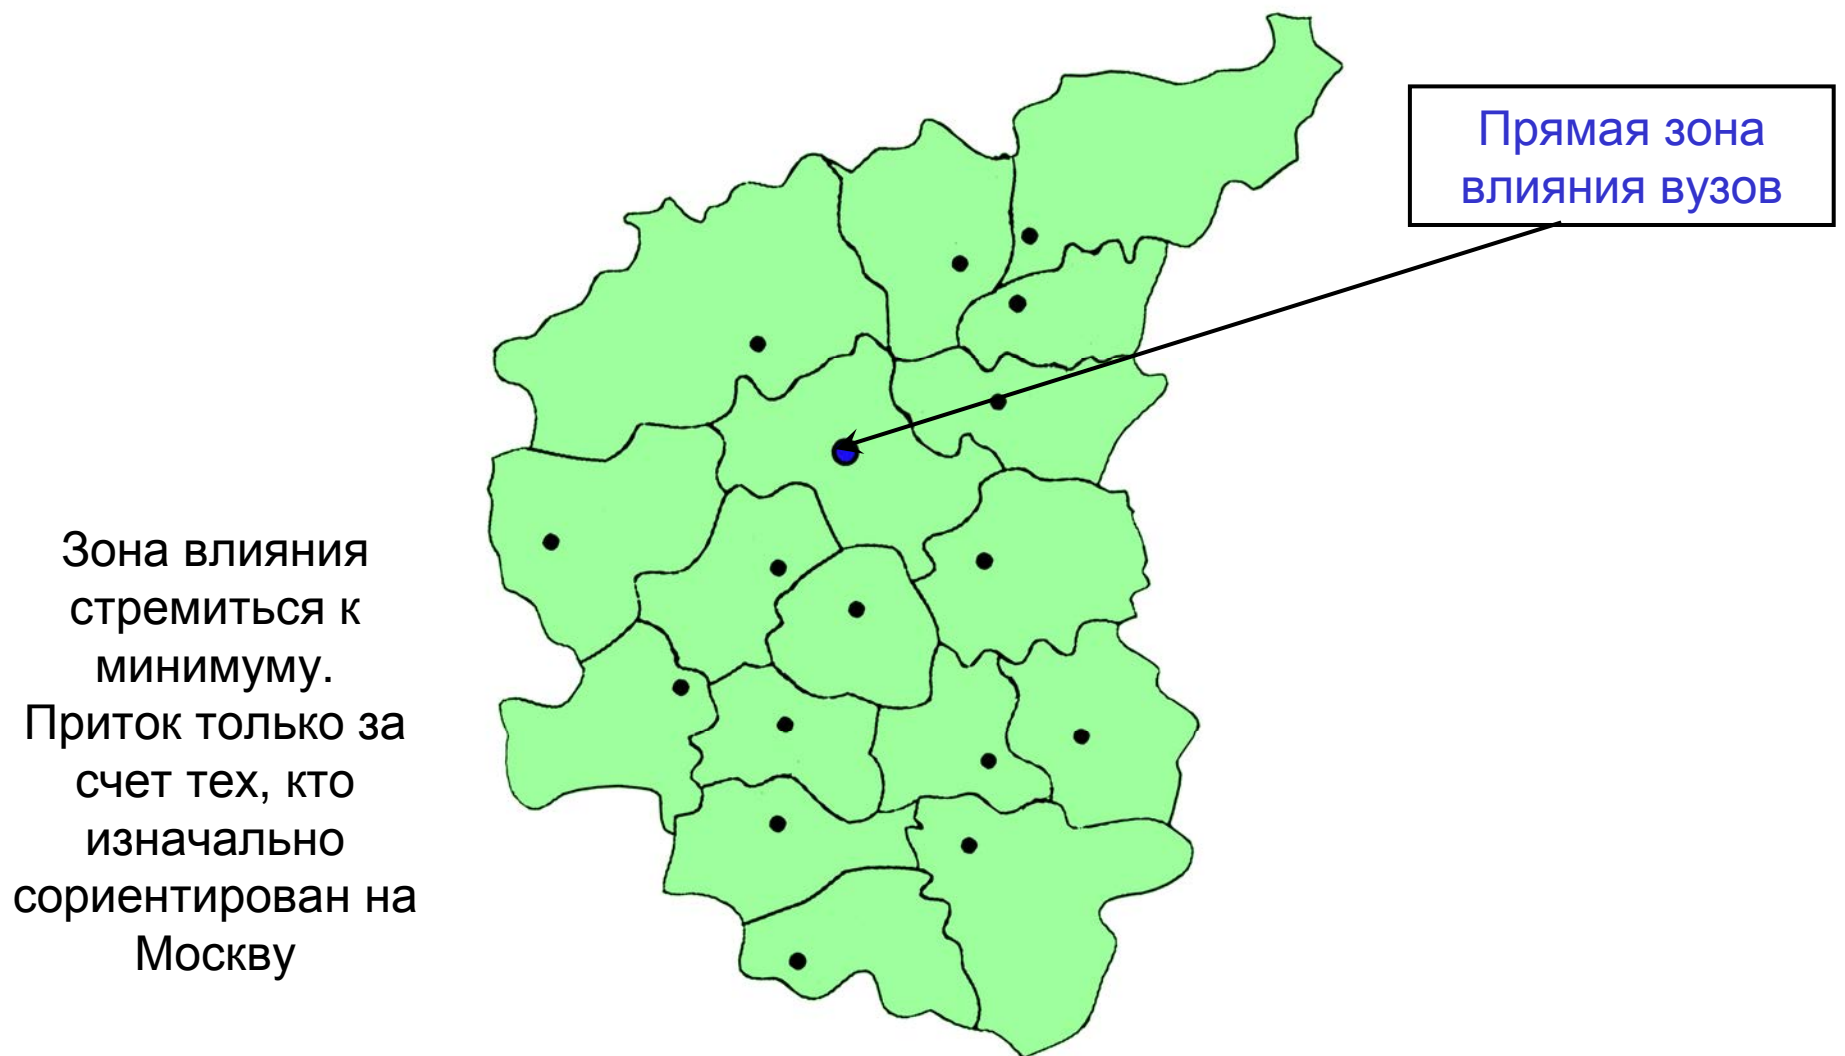 Прямая зона
влияния вузов
Зона влияния
стремиться к
минимуму.
Приток только за
счет тех, кто
изначально
сориентирован на
Москву